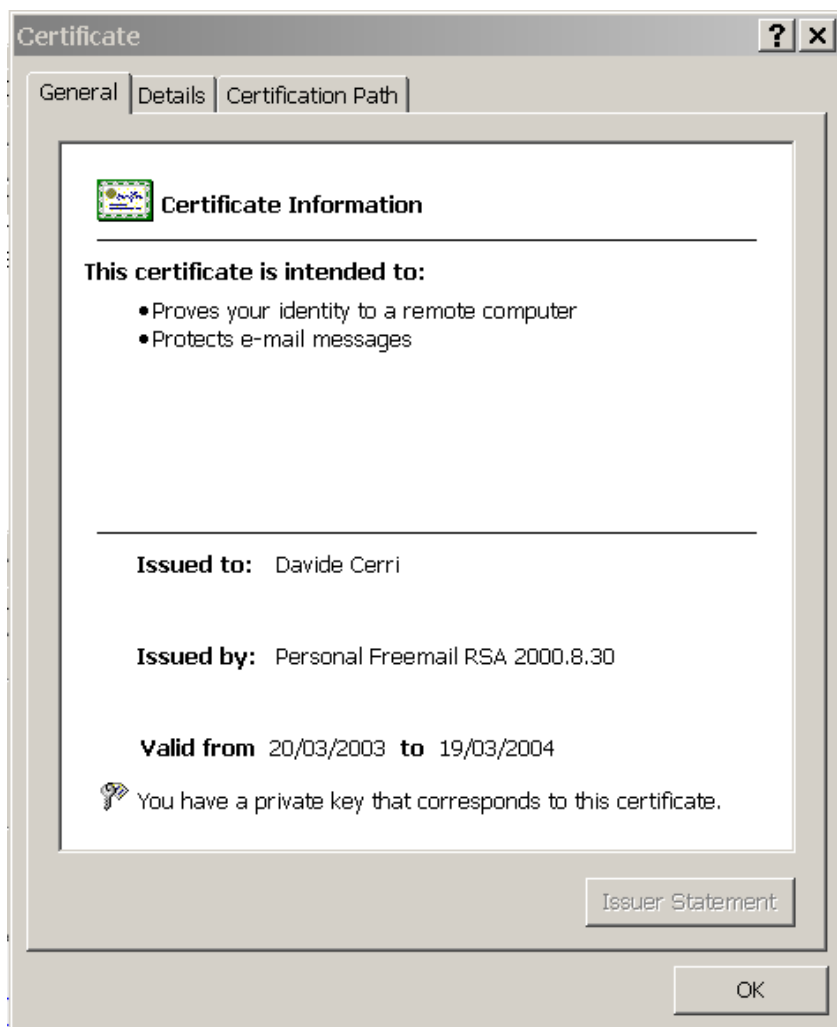 Certificate
General Details Certification Path
Certificate Information
This certificate is intended to:
•Proves your identity to a remote computer
•Protects e-mail messages
Issued to: Davide Cerri
Issued by: Personal Freemail RSA 2000.8.30
Valid from 20/03/2003 to 19/03/2004
You have a private key that corresponds to this certificate.
Issuer Statement
OK